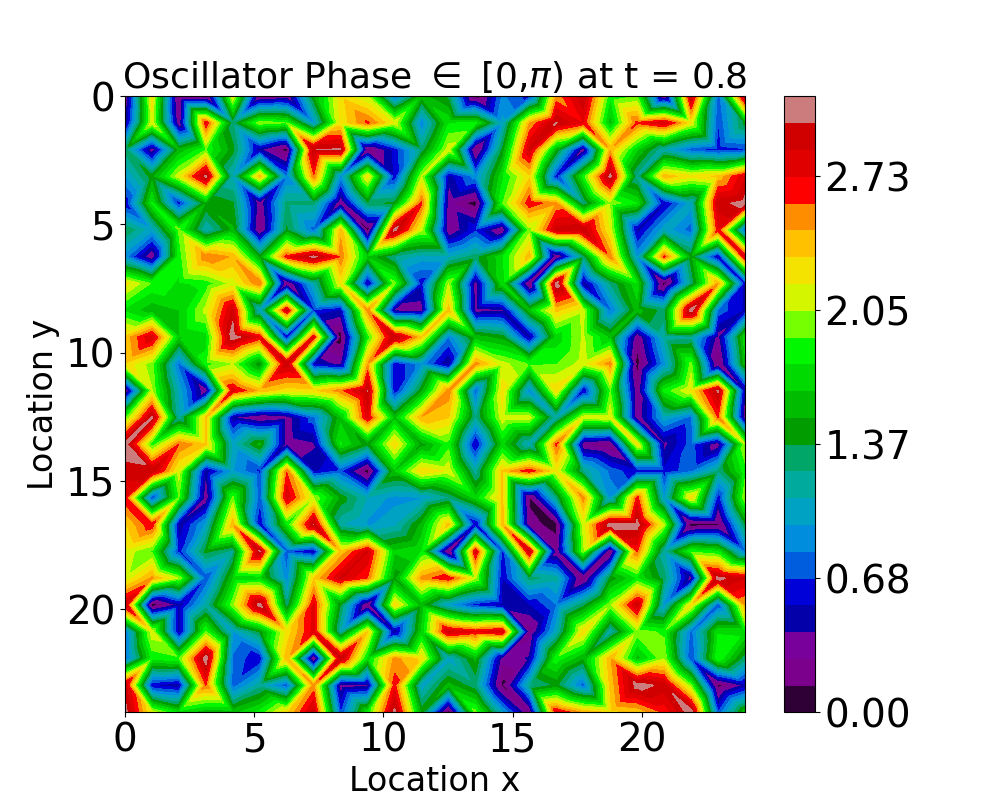 Oscillator Phase ∈ [0,π) at t = 0.8
0
5
10
15
20
Location y
0 5 10 15 20
Location x
2.73
2.05
1.37
0.68
0.00